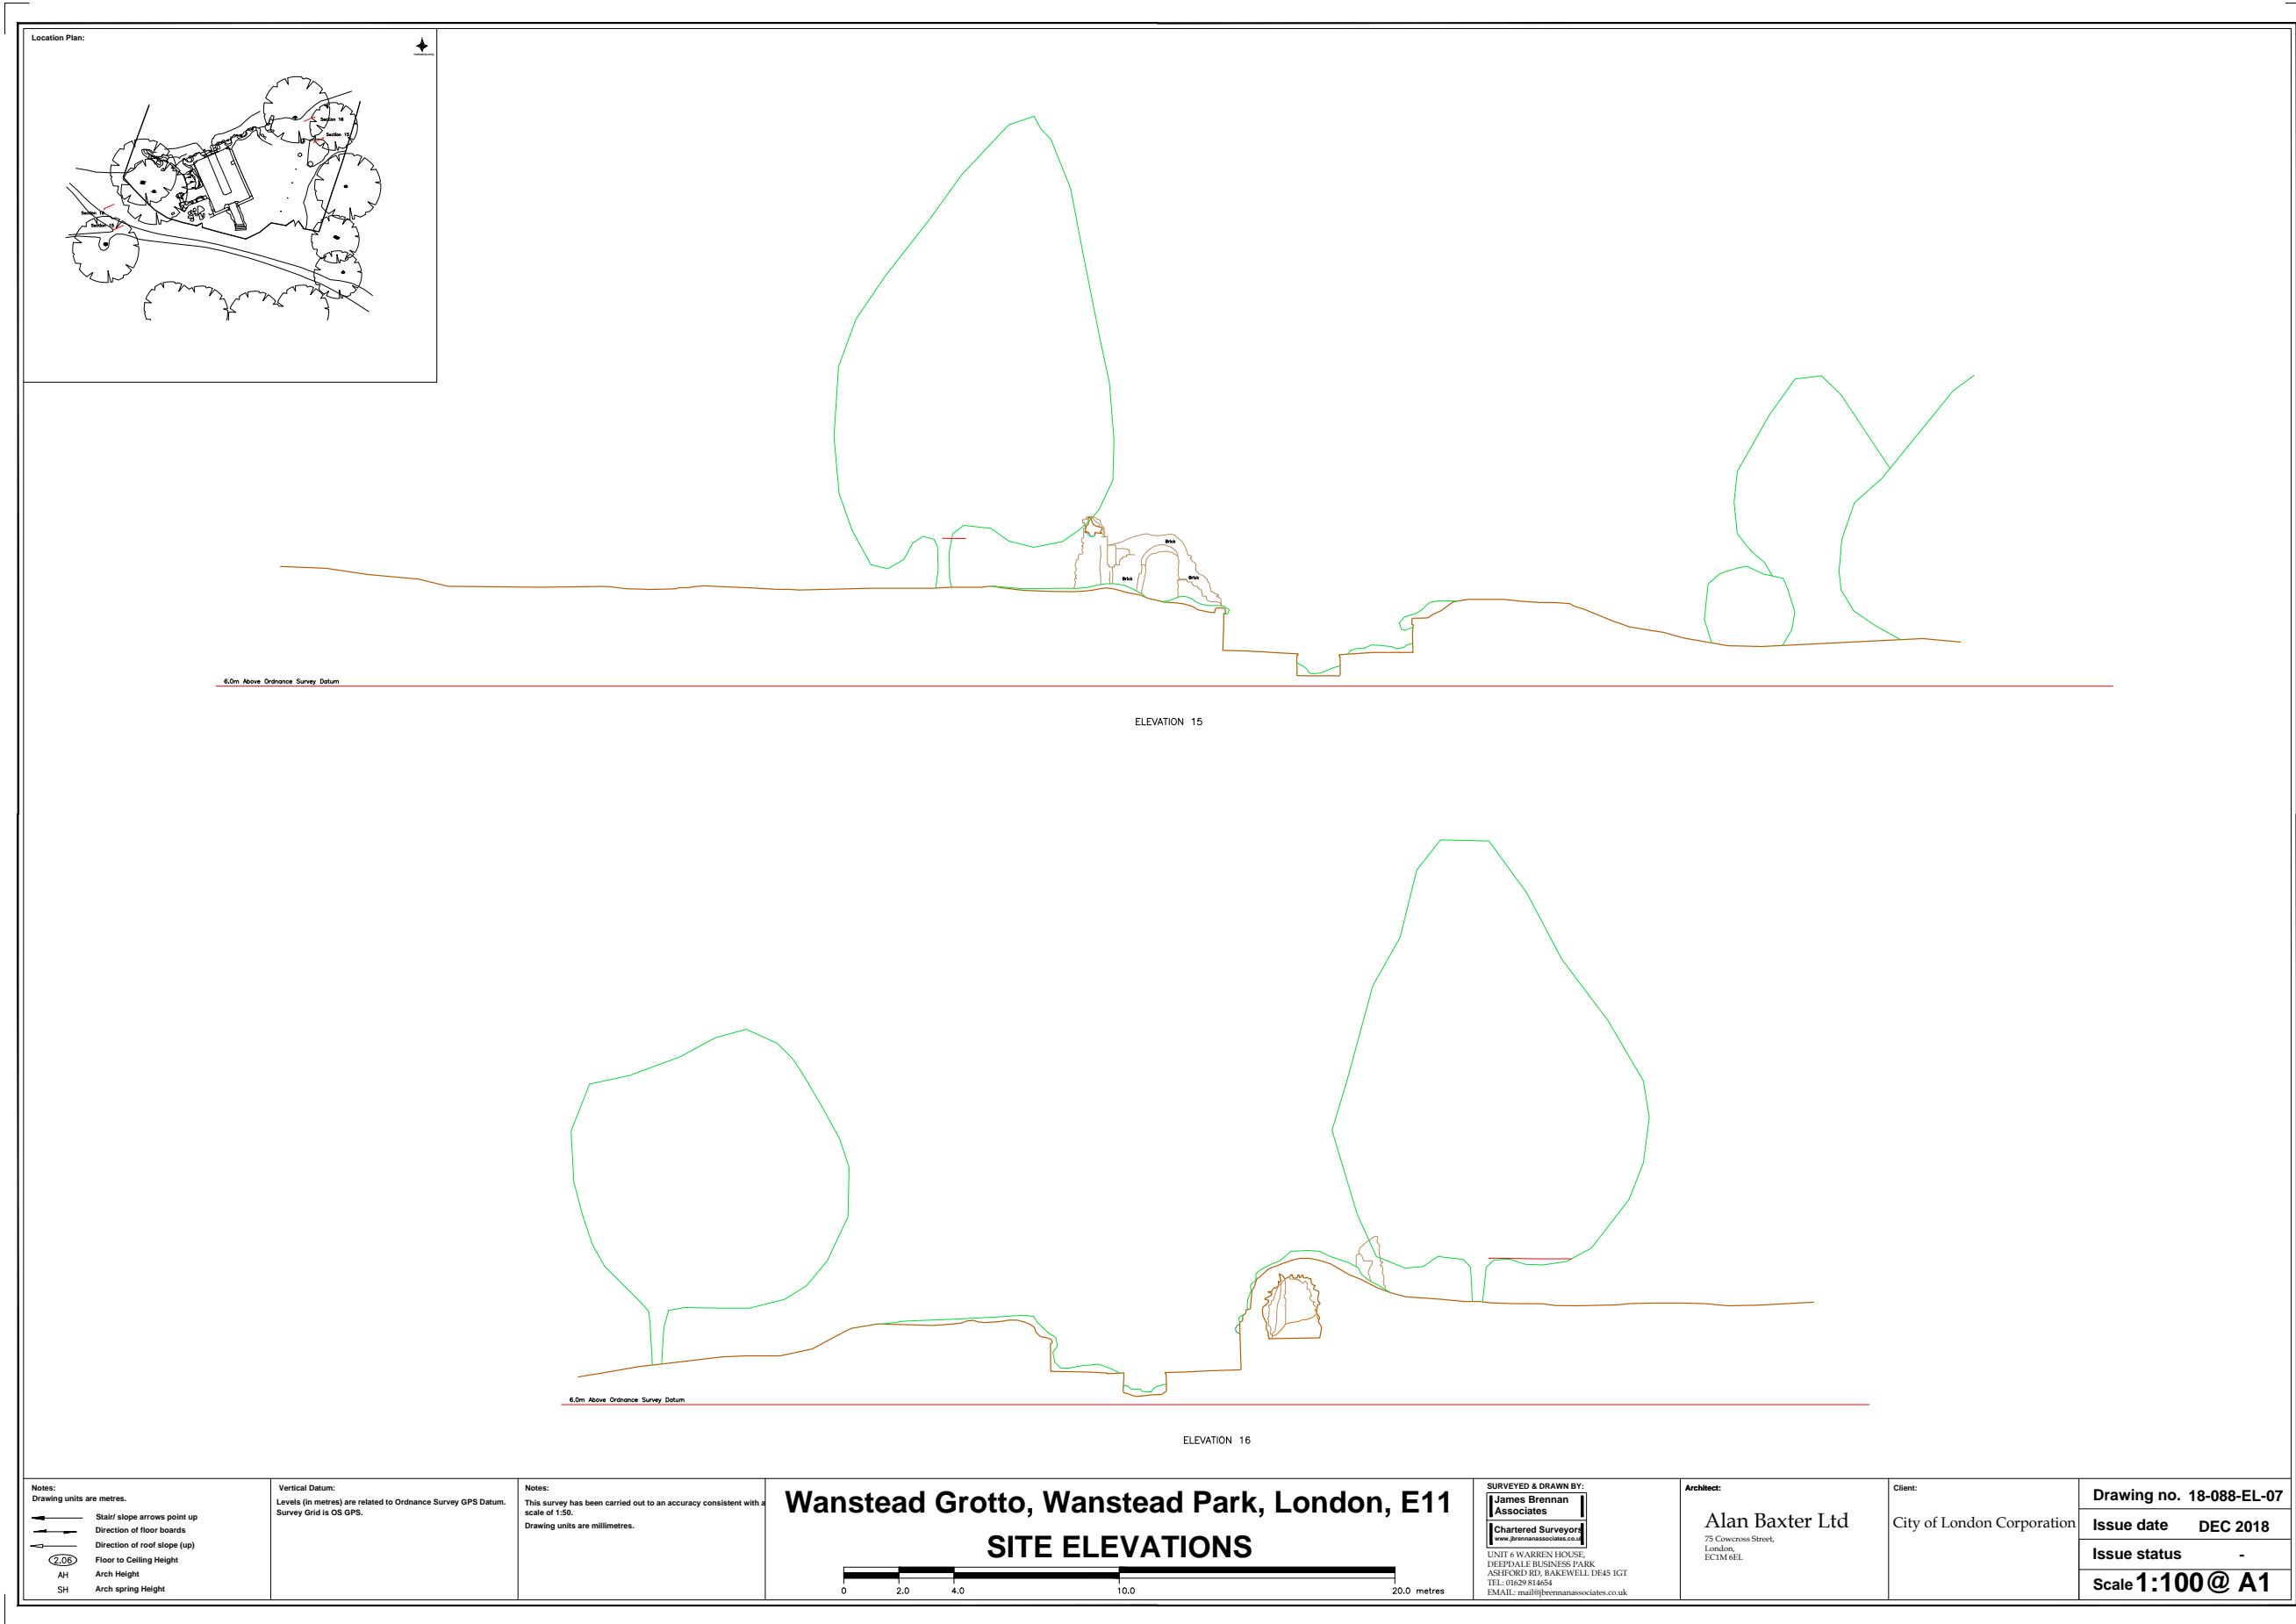 Location Plan:
Section 16
Section 15
Section 16
Section 15
Brick
Brick
Brick
6.0m Above Ordnance Survey Datum
ELEVATION 15
6.0m Above Ordnance Survey Datum
ELEVATION 16
Notes:
Drawing units are metres.
Stair/ slope arrows point up
Direction of floor boards
Direction of roof slope (up)
2.06 Floor to Ceiling Height
AH Arch Height
SH Arch spring Height
Vertical Datum:
Levels (in metres) are related to Ordnance Survey GPS Datum.
Survey Grid is OS GPS.
Notes:
This survey has been carried out to an accuracy consistent with a
scale of 1:50.
Drawing units are millimetres.
Wanstead Grotto, Wanstead Park, London, E11
SITE ELEVATIONS
0 2.0 4.0 10.0 20.0 metres
SURVEYED & DRAWN BY:
James Brennan
Associates
Chartered Surveyors
www.jbrennanassociates.co.uk
UNIT 6 WARREN HOUSE,
DEEPDALE BUSINESS PARK
ASHFORD RD, BAKEWELL DE45 1GT
TEL: 01629 814654
EMAIL: mail@jbrennanassociates.co.uk
Architect:
Alan Baxter Ltd
75 Cowcross Street,
London,
EC1M 6EL
Client:
City of London Corporation
Drawing no. 18-088-EL-07
Issue date DEC 2018
Issue status -
Scale 1:100@ A1